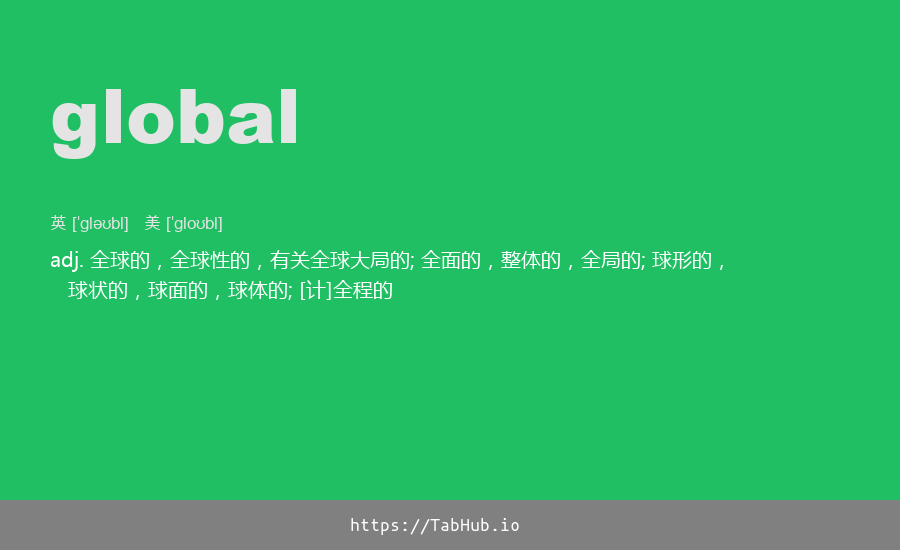 global
英 [ˈgləʊbl] 美 [ˈgloʊbl]
adj. 全球的，全球性的，有关全球大局的; 全面的，整体的，全局的; 球形的，
球状的，球面的，球体的; [计]全程的
https://TabHub.io